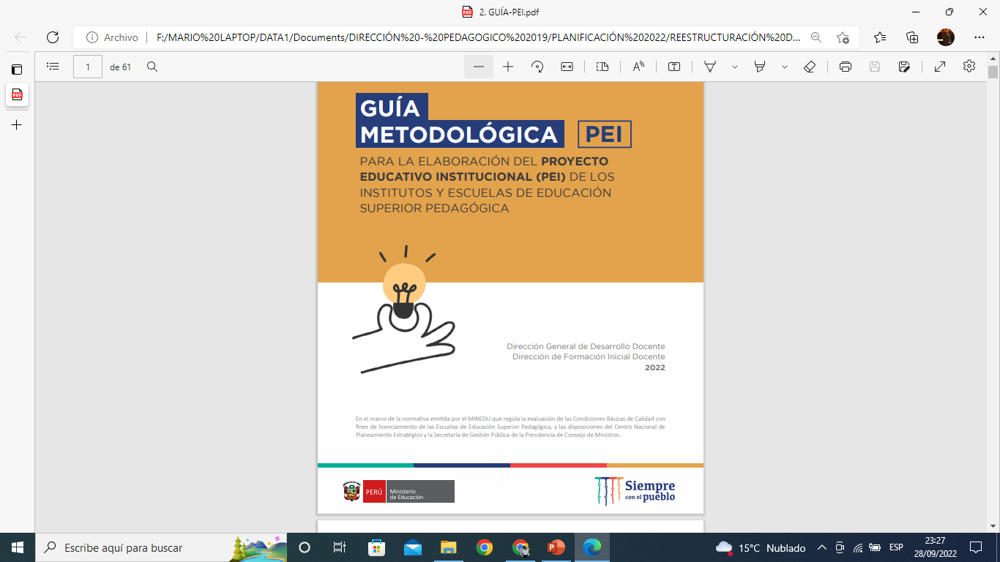 2. GUÍA-PEI.pdf
Archivo
F:/MARIO%20LAPTOP/DATA1/Documents/DIRECCIÓN%20-%20PEDAGOGICO%202019/PLANIFICACIÓN%202022/REESTRUCTURACIÓN%20D...
1 de 61
GUÍA
METODOLÓGICA PEI
PARA LA ELABORACIÓN DEL PROYECTO
EDUCATIVO INSTITUCIONAL (PEI) DE LOS
INSTITUTOS Y ESCUELAS DE EDUCACIÓN
SUPERIOR PEDAGÓGICA
Dirección General de Desarrollo Docente
Dirección de Formación Inicial Docente
2022
En el marco de la normativa emitida por el MINEDU que regula la evaluación de las Condiciones Básicas de Calidad con
fines de licenciamiento de las Escuelas de Educación Superior Pedagógica, y las disposiciones del Centro Nacional de
Planeamiento Estratégico y la Secretaría de Gestión Pública de la Presidencia de Consejo de Ministros.
PERÚ
Ministerio
de Educación
Siempre
con el pueblo
Escribe aquí para buscar
15°C Nublado
ESP
23:27
28/09/2022